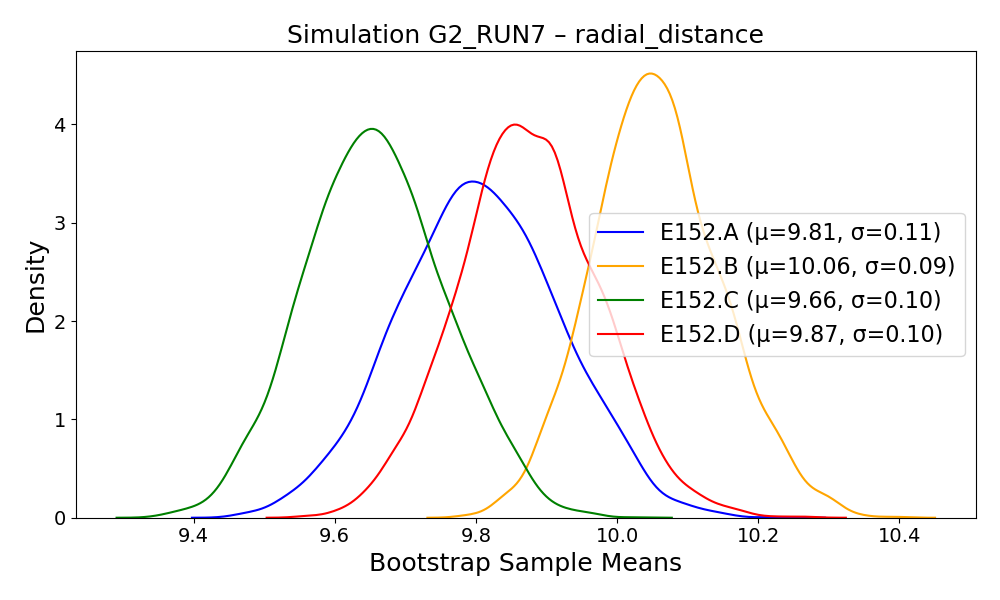 Simulation G2_RUN7 – radial_distance
Density
4
3
2
1
0
E152.A (μ=9.81, σ=0.11)
E152.B (μ=10.06, σ=0.09)
E152.C (μ=9.66, σ=0.10)
E152.D (μ=9.87, σ=0.10)
9.4 9.6 9.8 10.0 10.2 10.4
Bootstrap Sample Means